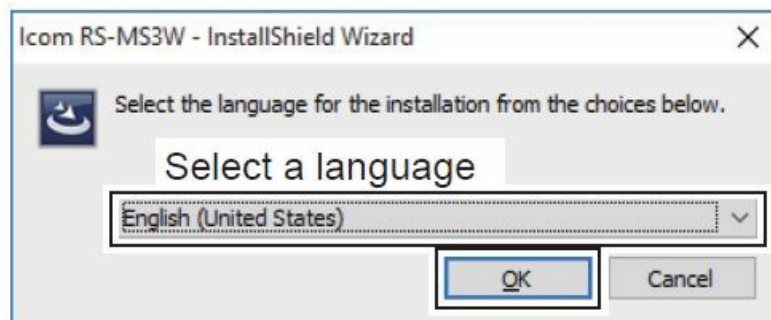 Icom RS-MS3W - InstallShield Wizard
Select the language for the installation from the choices below.
Select a language
English (United States)
OK Cancel